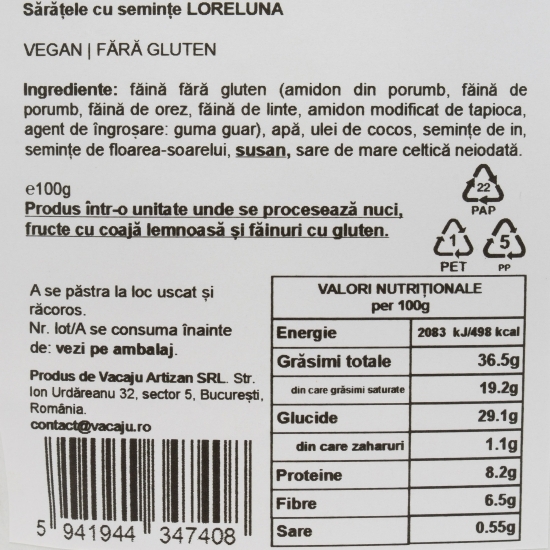 Sărățele cu semințe LORELUNA
VEGAN | FĂRĂ GLUTEN
Ingrediente: făină fără gluten (amidon din porumb, făină de
porumb, făină de orez, făină de linte, amidon modificat de tapioca,
agent de îngroșare: guma guar), apă, ulei de cocos, semințe de in,
semințe de floarea-soarelui, susan, sare de mare celtică neiodată.
℮100g
Produs într-o unitate unde se procesează nuci,
fructe cu coajă lemnoasă și făinuri cu gluten.
22
PAP
1
PET
5
PP
A se păstra la loc uscat și
răcoros.
Nr. lot/A se consuma înainte
de: vezi pe ambalaj.
Produs de Vacaju Artizan SRL. Str.
Ion Urdăreanu 32, sector 5, București,
România.
contact@vacaju.ro
5 941944 347408
VALORI NUTRIȚIONALE
per 100g
Energie 2083 kJ/498 kcal
Grăsimi totale 36.5g
din care grăsimi saturate 19.2g
Glucide 29.1g
din care zaharuri 1.1g
Proteine 8.2g
Fibre 6.5g
Sare 0.55g